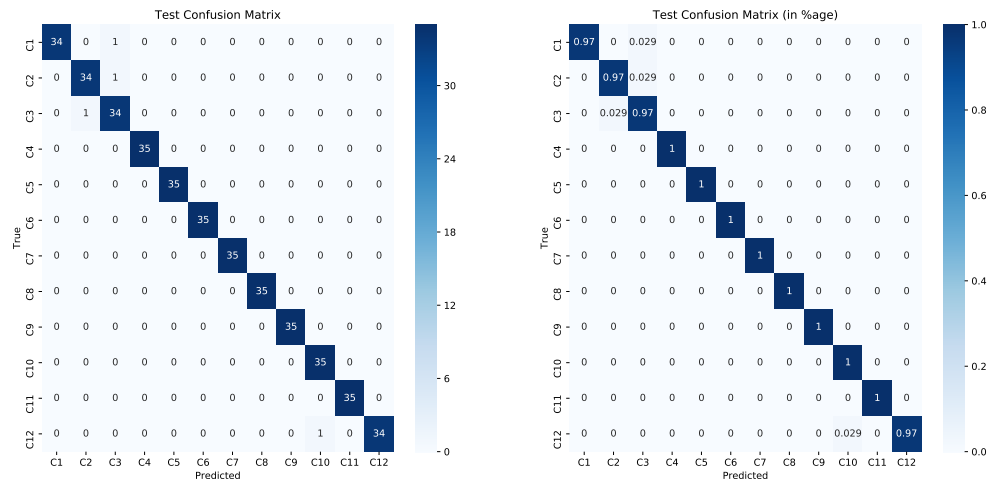 Test Confusion Matrix
C1 34 0 1 0 0 0 0 0 0 0 0 0
C2 0 34 1 0 0 0 0 0 0 0 0 0
C3 0 1 34 0 0 0 0 0 0 0 0 0
C4 0 0 0 35 0 0 0 0 0 0 0 0
C5 0 0 0 0 35 0 0 0 0 0 0 0
C6 0 0 0 0 0 35 0 0 0 0 0 0
C7 0 0 0 0 0 0 35 0 0 0 0 0
C8 0 0 0 0 0 0 0 35 0 0 0 0
C9 0 0 0 0 0 0 0 0 35 0 0 0
C10 0 0 0 0 0 0 0 0 0 35 0 0
C11 0 0 0 0 0 0 0 0 0 0 35 0
C12 0 0 0 0 0 0 0 0 0 1 0 34
C1 C2 C3 C4 C5 C6 C7 C8 C9 C10 C11 C12
Predicted
True
30
24
18
12
6
0
Test Confusion Matrix (in %age)
C1 0.97 0 0.029 0 0 0 0 0 0 0 0 0
C2 0 0.97 0.029 0 0 0 0 0 0 0 0 0
C3 0 0.029 0.97 0 0 0 0 0 0 0 0 0
C4 0 0 0 1 0 0 0 0 0 0 0 0
C5 0 0 0 0 1 0 0 0 0 0 0 0
C6 0 0 0 0 0 1 0 0 0 0 0 0
C7 0 0 0 0 0 0 1 0 0 0 0 0
C8 0 0 0 0 0 0 0 1 0 0 0 0
C9 0 0 0 0 0 0 0 0 1 0 0 0
C10 0 0 0 0 0 0 0 0 0 1 0 0
C11 0 0 0 0 0 0 0 0 0 0 1 0
C12 0 0 0 0 0 0 0 0 0 0.029 0 0.97
C1 C2 C3 C4 C5 C6 C7 C8 C9 C10 C11 C12
Predicted
True
1.0
0.8
0.6
0.4
0.2
0.0